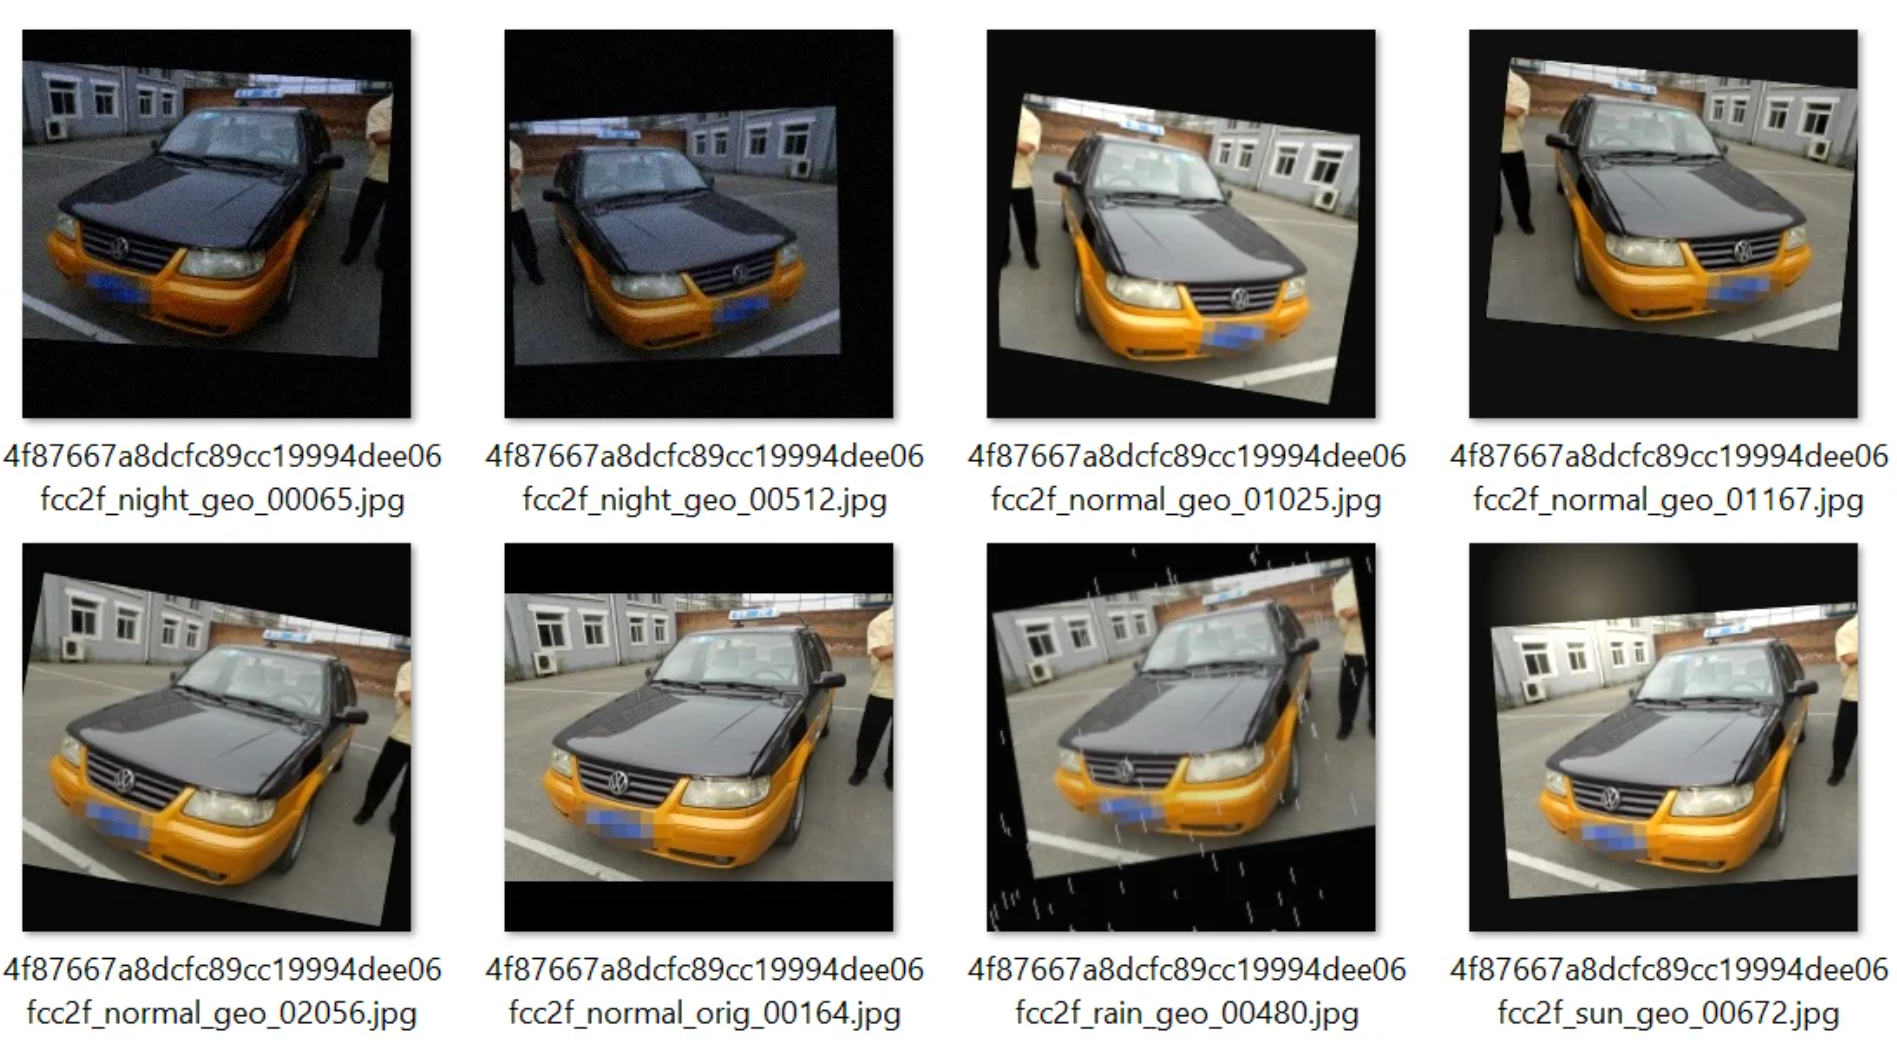 4f87667a8dcfc89cc19994dee06
fcc2f_night_geo_00065.jpg
4f87667a8dcfc89cc19994dee06
fcc2f_night_geo_00512.jpg
4f87667a8dcfc89cc19994dee06
fcc2f_normal_geo_01025.jpg
4f87667a8dcfc89cc19994dee06
fcc2f_normal_geo_01167.jpg
4f87667a8dcfc89cc19994dee06
fcc2f_normal_geo_02056.jpg
4f87667a8dcfc89cc19994dee06
fcc2f_normal_orig_00164.jpg
4f87667a8dcfc89cc19994dee06
fcc2f_rain_geo_00480.jpg
4f87667a8dcfc89cc19994dee06
fcc2f_sun_geo_00672.jpg